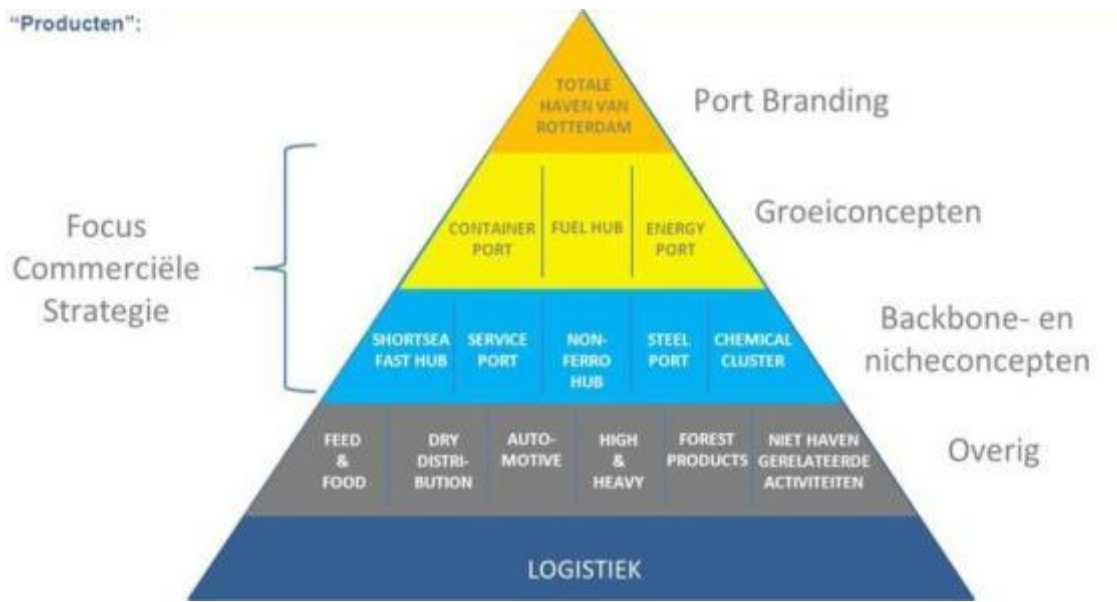 “Producten”:
TOTALE
HAVEN VAN
ROTTERDAM
Port Branding
Focus
Commerciële
Strategie
CONTAINER
PORT
FUEL HUB
ENERGY
PORT
Groeiconcepten
SHORTSEA
FAST HUB
SERVICE
PORT
NON-
FERRO
HUB
STEEL
PORT
CHEMICAL
CLUSTER
Backbone- en
nicheconcepten
FEED
&
FOOD
DRY
DISTRI-
BUTION
AUTO-
MOTIVE
HIGH
&
HEAVY
FOREST
PRODUCTS
NIET HAVEN
GERELATEERDE
ACTIVITEITEN
Overig
LOGISTIEK